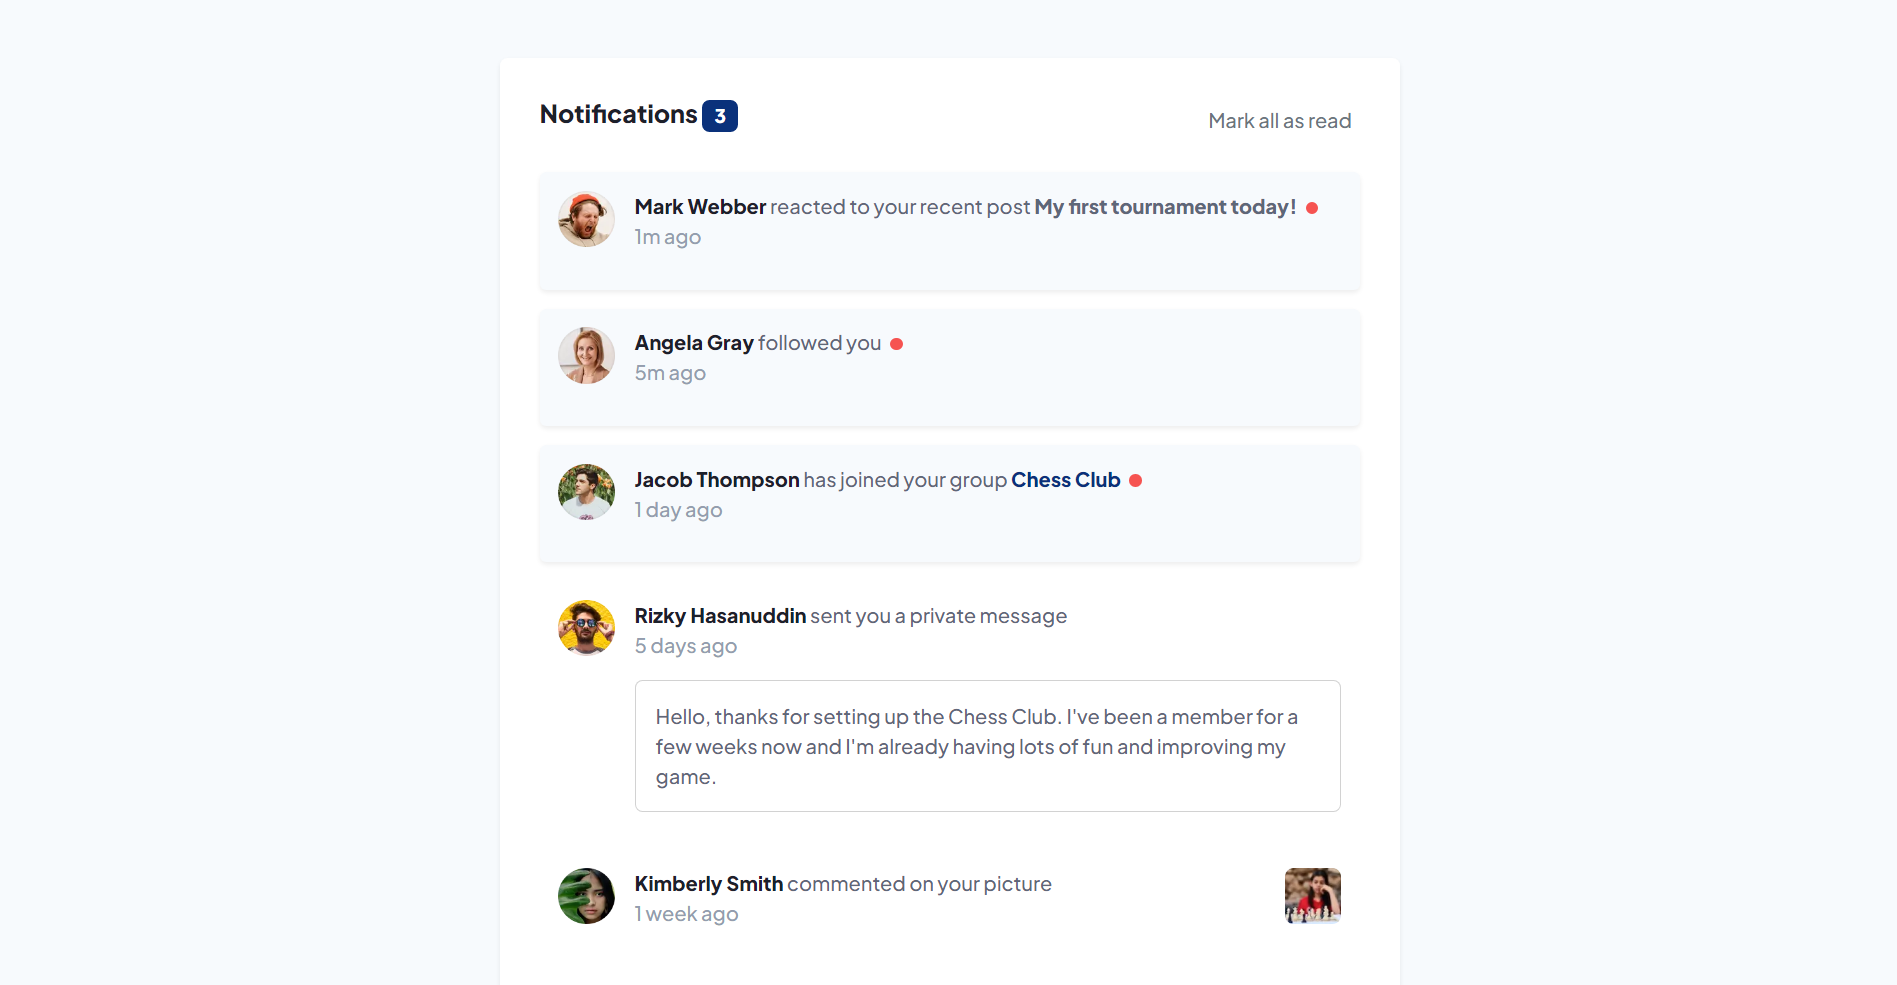 Notifications 3
Mark all as read
Mark Webber reacted to your recent post My first tournament today!
1m ago
Angela Gray followed you
5m ago
Jacob Thompson has joined your group Chess Club
1 day ago
Rizky Hasanuddin sent you a private message
5 days ago
Hello, thanks for setting up the Chess Club. I've been a member for a
few weeks now and I'm already having lots of fun and improving my
game.
Kimberly Smith commented on your picture
1 week ago